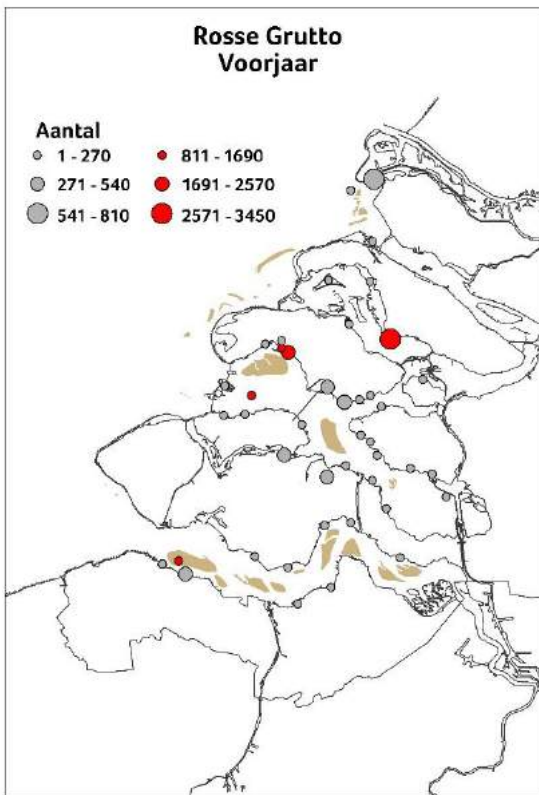 Rosse Grutto
Voorjaar
Aantal
1 - 270
271 - 540
541 - 810
811 - 1690
1691 - 2570
2571 - 3450